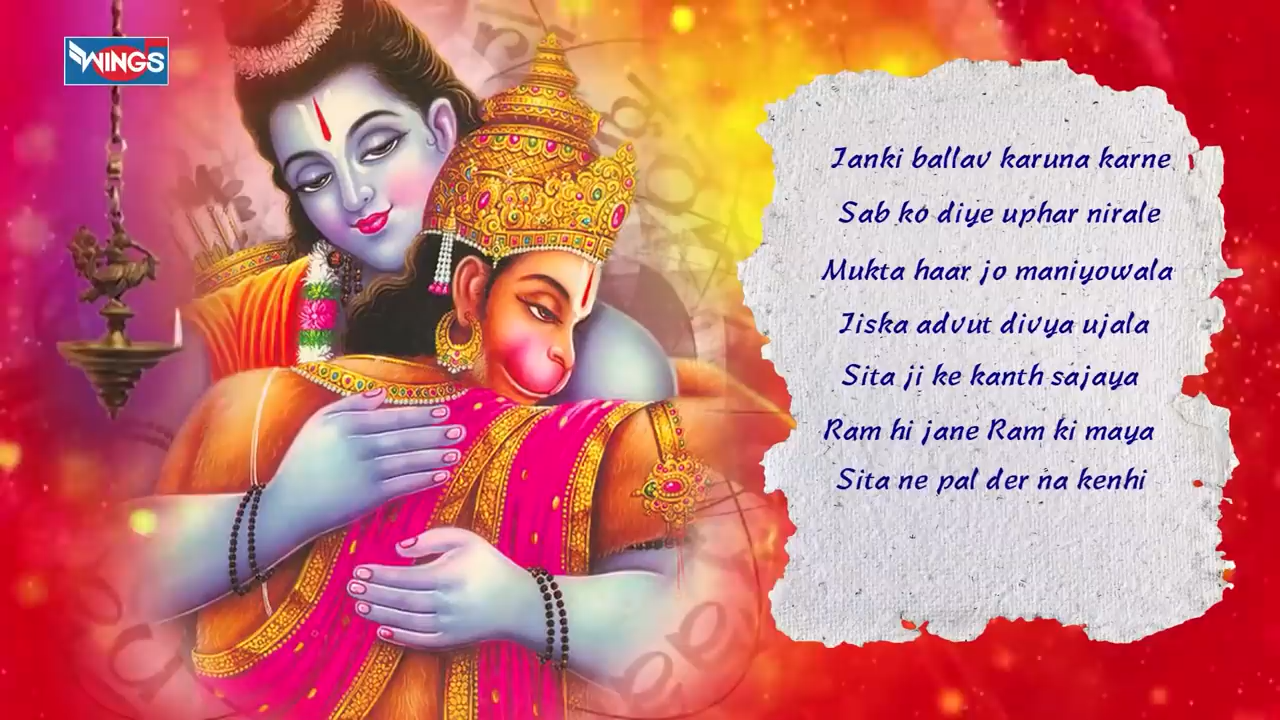 WINGS
Janki ballav karuna karne
Sab ko diye uphar nirale
Mukta haar jo maniyowala
Jiska advut divya ujala
Sita ji ke kanth sajaya
Ram hi jane Ram ki maya
Sita ne pal der na kenhi